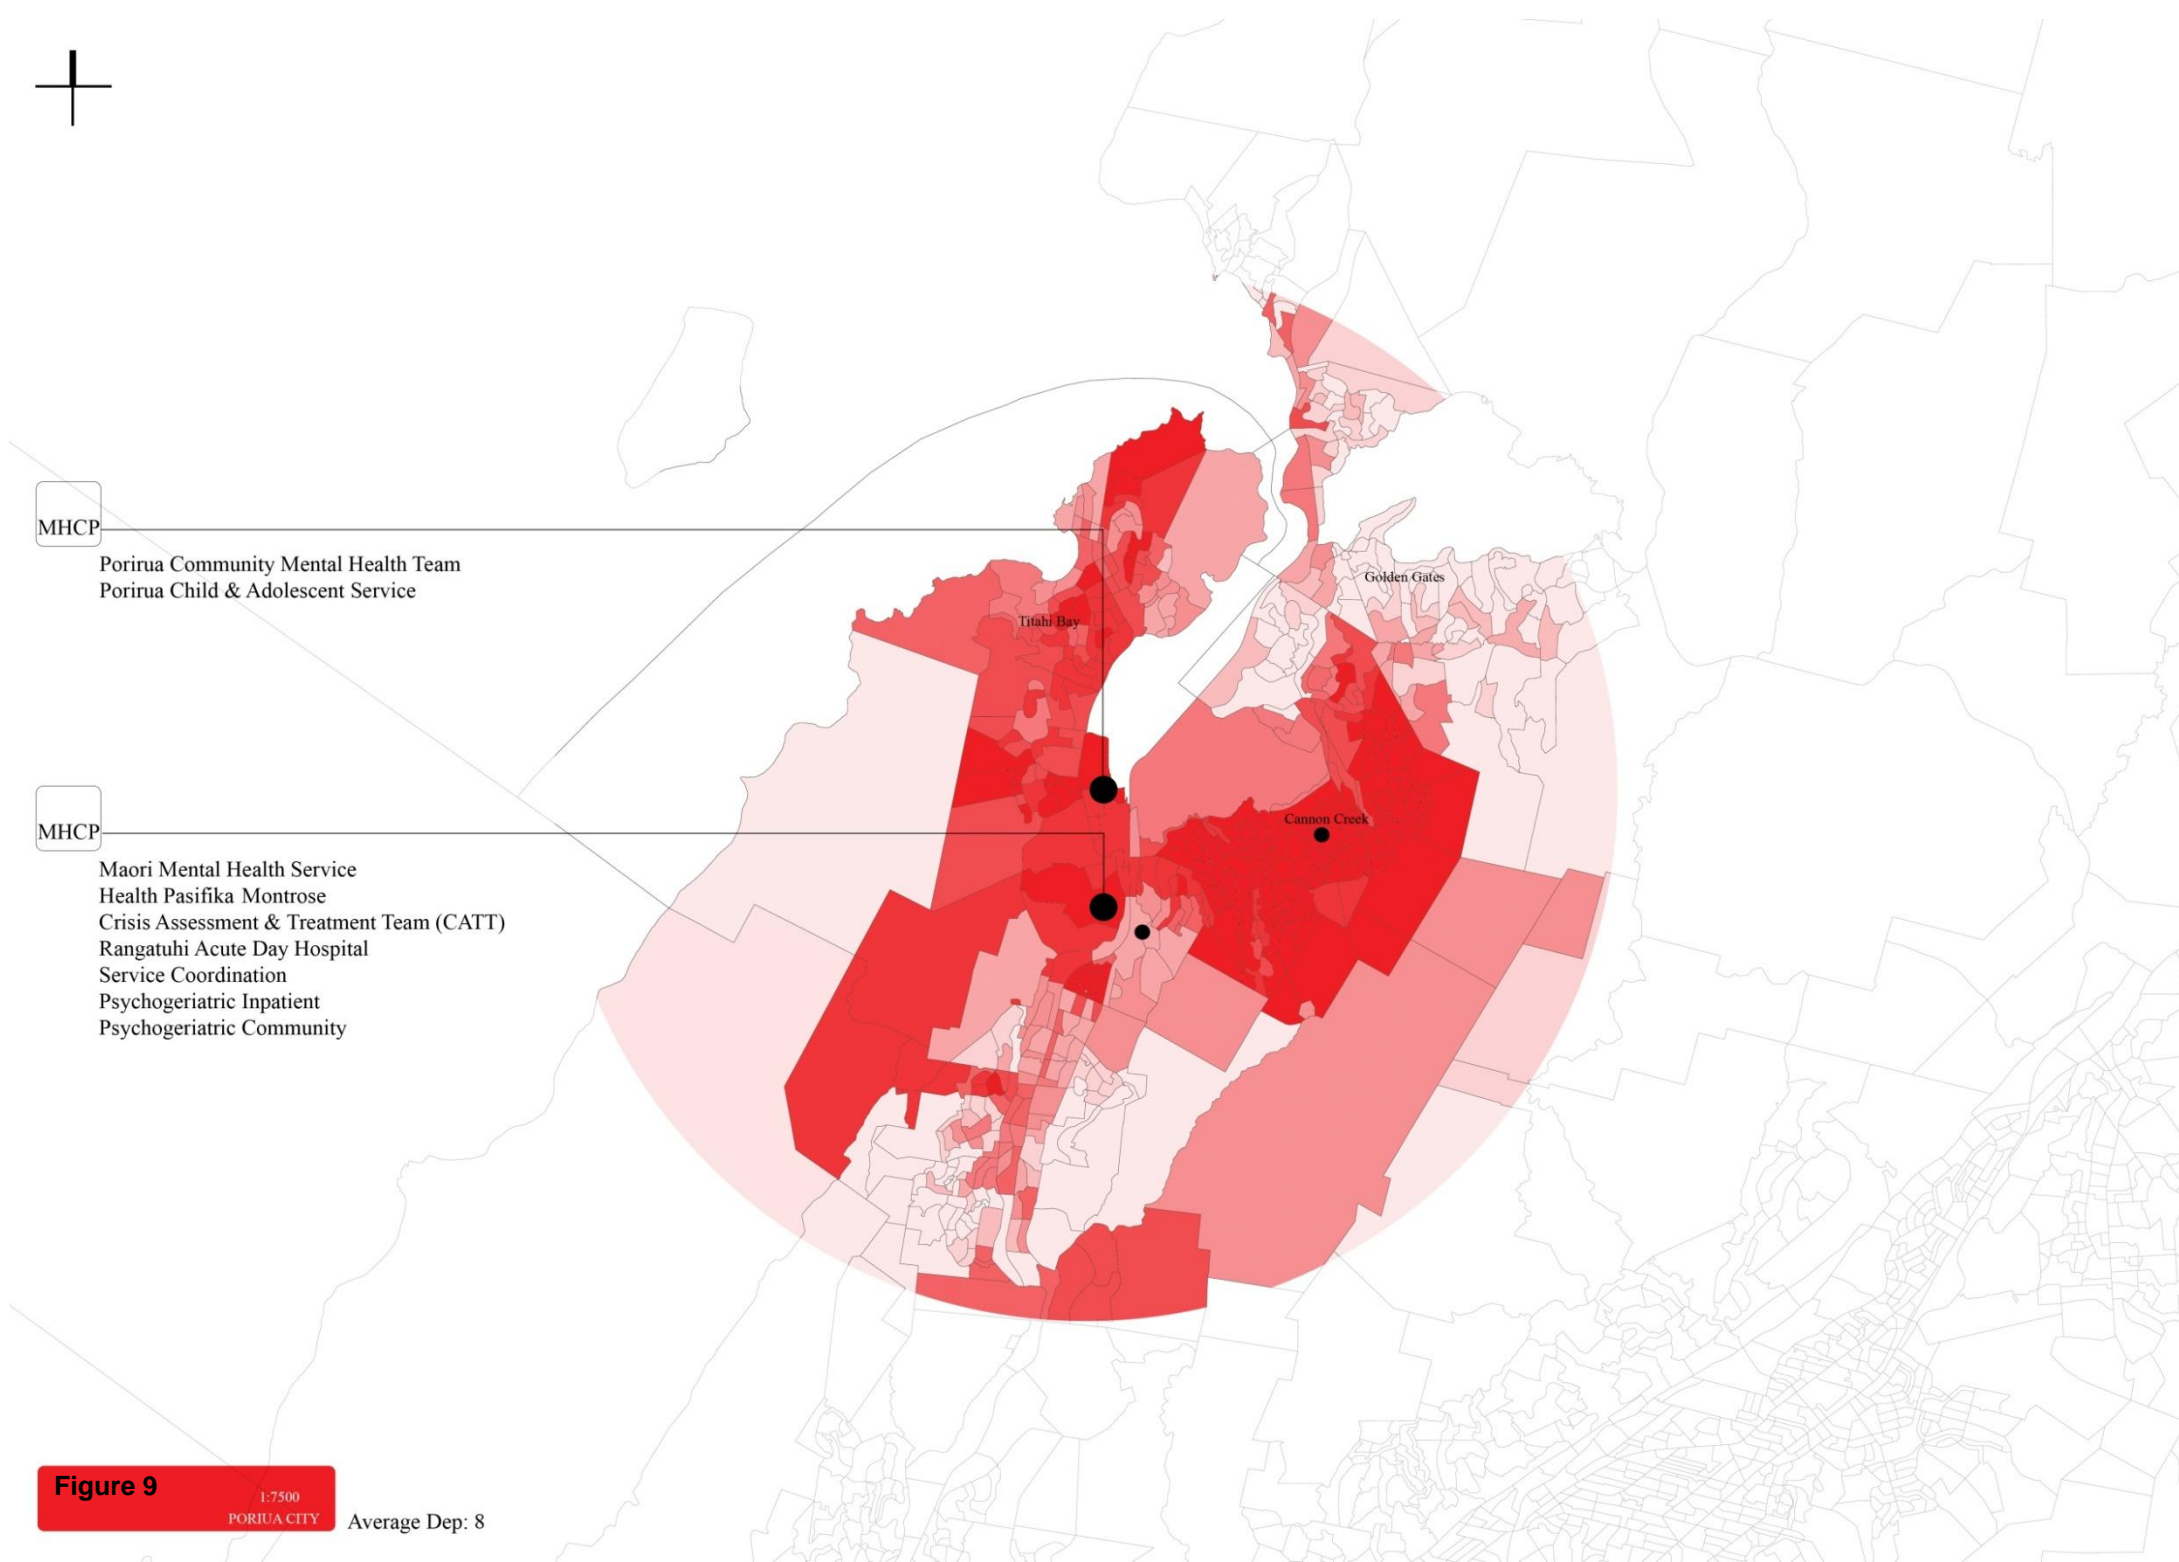 MHCP
Porirua Community Mental Health Team
Porirua Child & Adolescent Service
Golden Gates
Titahi Bay
Cannon Creek
MHCP
Maori Mental Health Service
Health Pasifika Montrose
Crisis Assessment & Treatment Team (CATT)
Rangatuhi Acute Day Hospital
Service Coordination
Psychogeriatric Inpatient
Psychogeriatric Community
Figure 9
1:7500
PORIUA CITY
Average Dep: 8